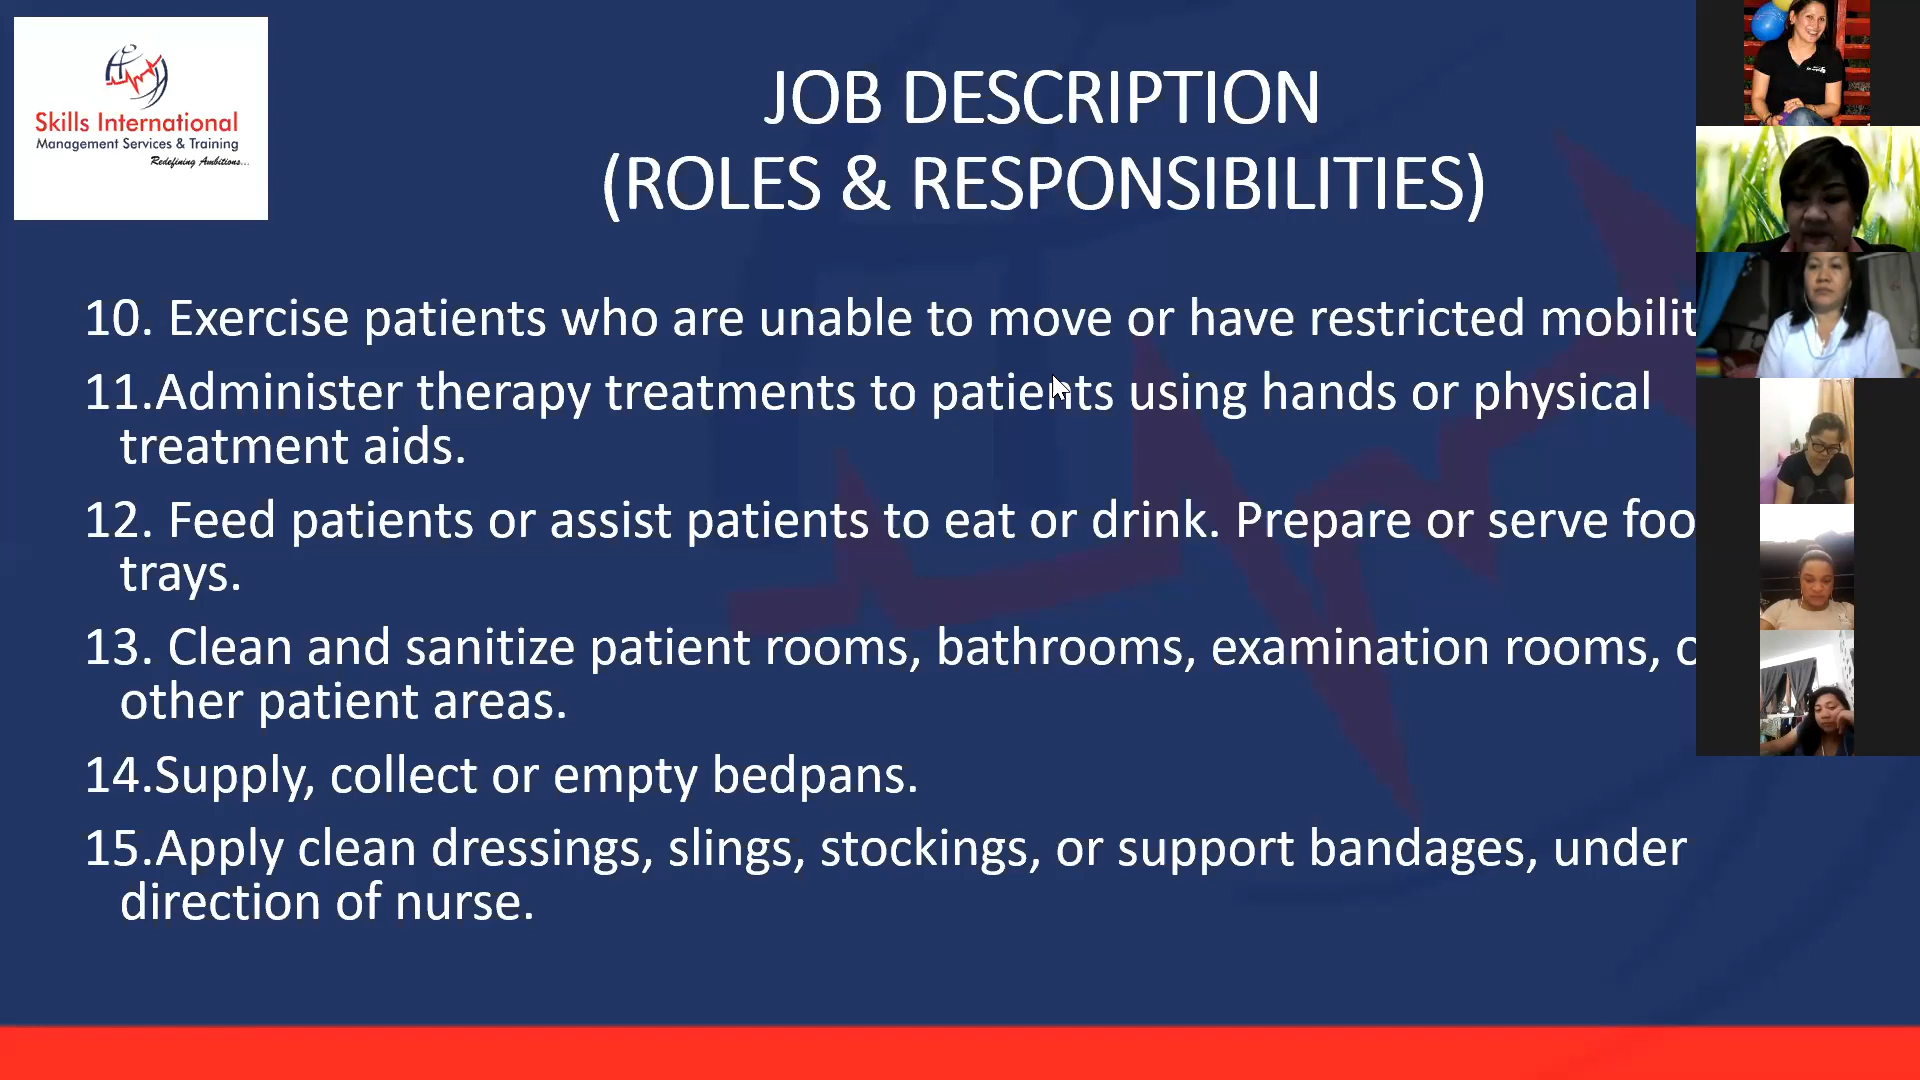 Skills International
Management Services & Training
Redefining Ambitions...
JOB DESCRIPTION
(ROLES & RESPONSIBILITIES)
10. Exercise patients who are unable to move or have restricted mobilit
11.Administer therapy treatments to patients using hands or physical
treatment aids.
12. Feed patients or assist patients to eat or drink. Prepare or serve foo
trays.
13. Clean and sanitize patient rooms, bathrooms, examination rooms, o
other patient areas.
14.Supply, collect or empty bedpans.
15.Apply clean dressings, slings, stockings, or support bandages, under
direction of nurse.